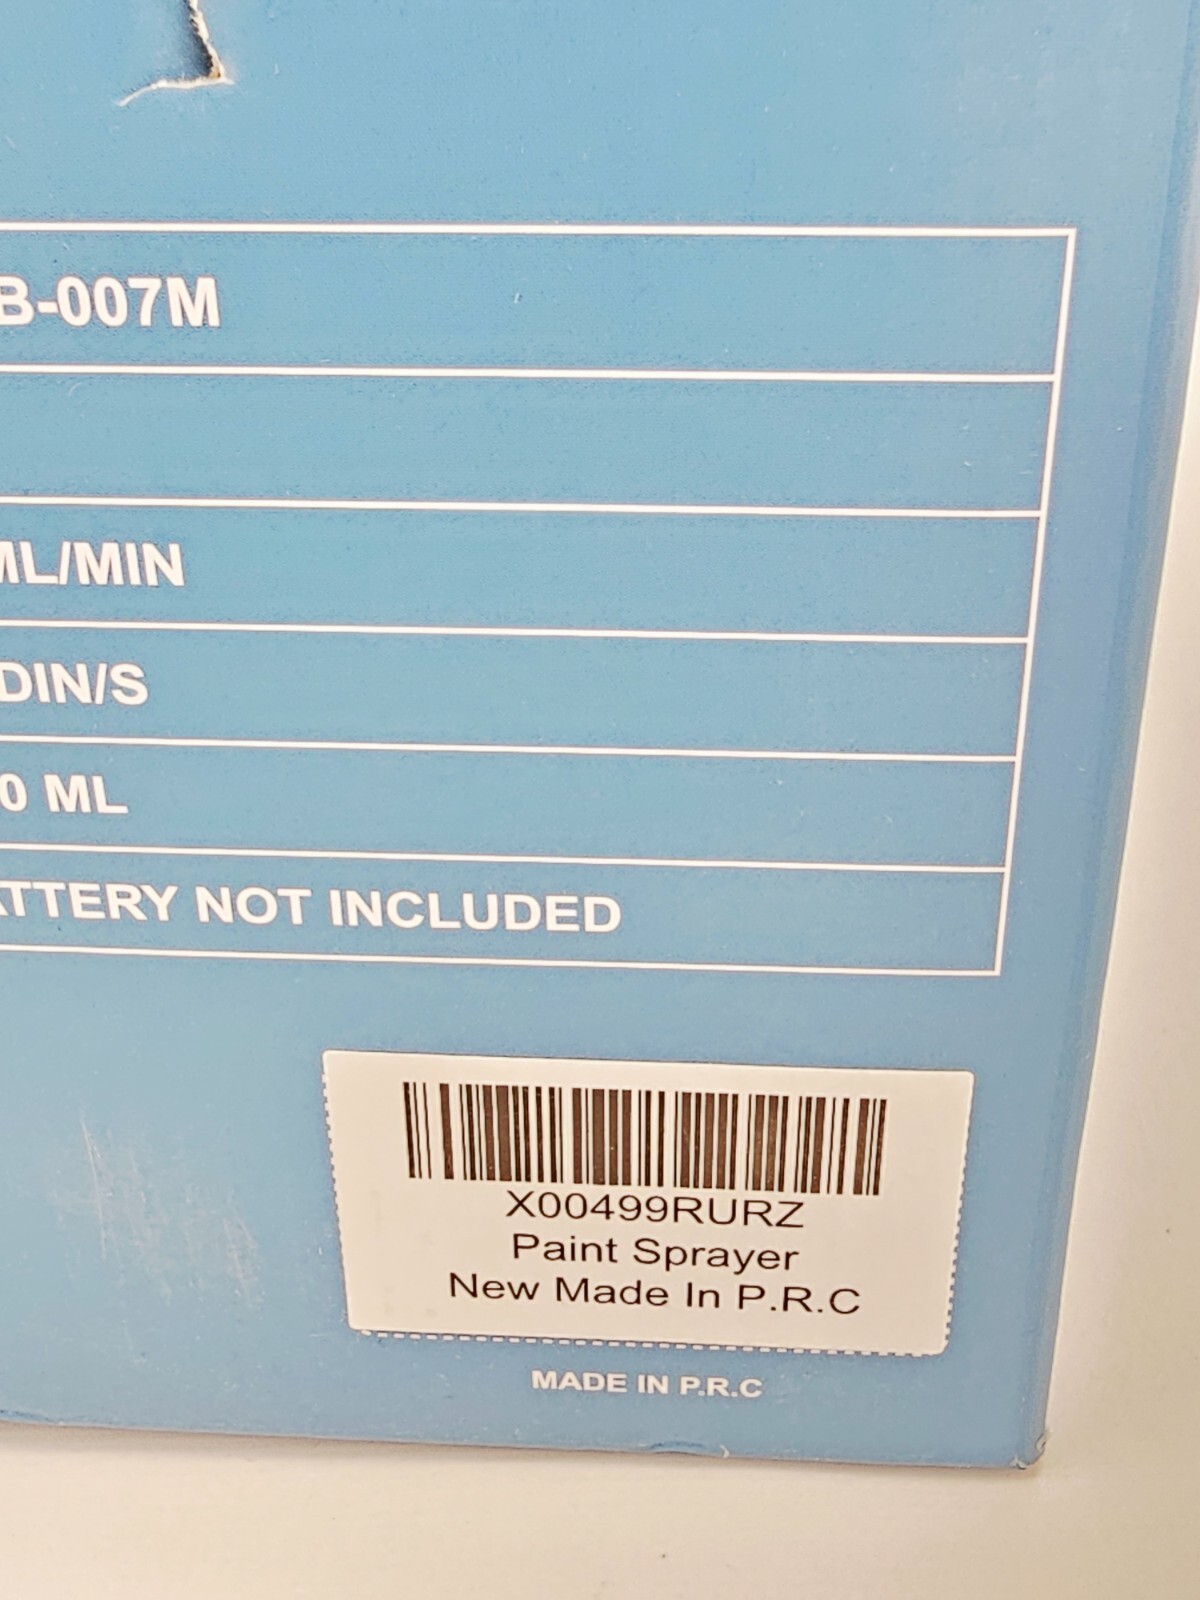 B-007M
ML/MIN
DIN/S
0 ML
ATTERY NOT INCLUDED
X00499RURZ
Paint Sprayer
New Made In P.R.C
MADE IN P.R.C